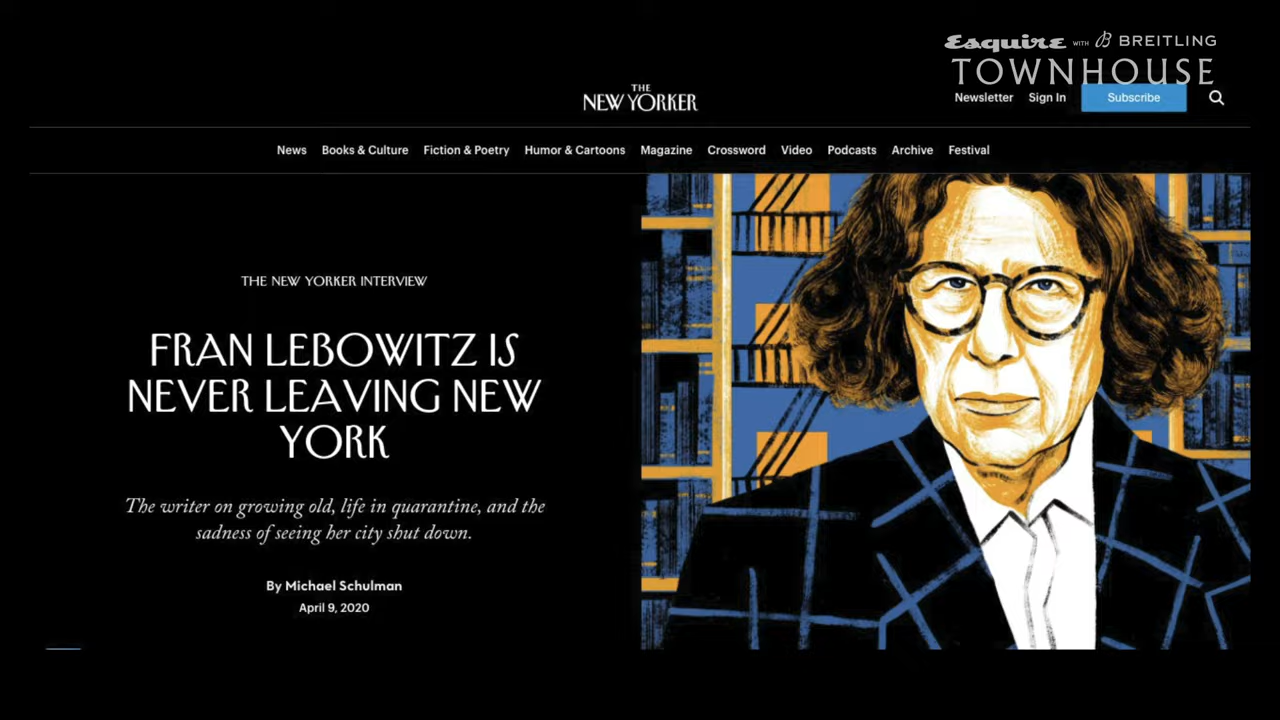 Esquire WITH B BREITLING
TOWNHOUSE
THE
NEW YORKER
Newsletter Sign In Subscribe
News Books & Culture Fiction & Poetry Humor & Cartoons Magazine Crossword Video Podcasts Archive Festival
THE NEW YORKER INTERVIEW
FRAN LEBOWITZ IS
NEVER LEAVING NEW
YORK
The writer on growing old, life in quarantine, and the
sadness of seeing her city shut down.
By Michael Schulman
April 9, 2020